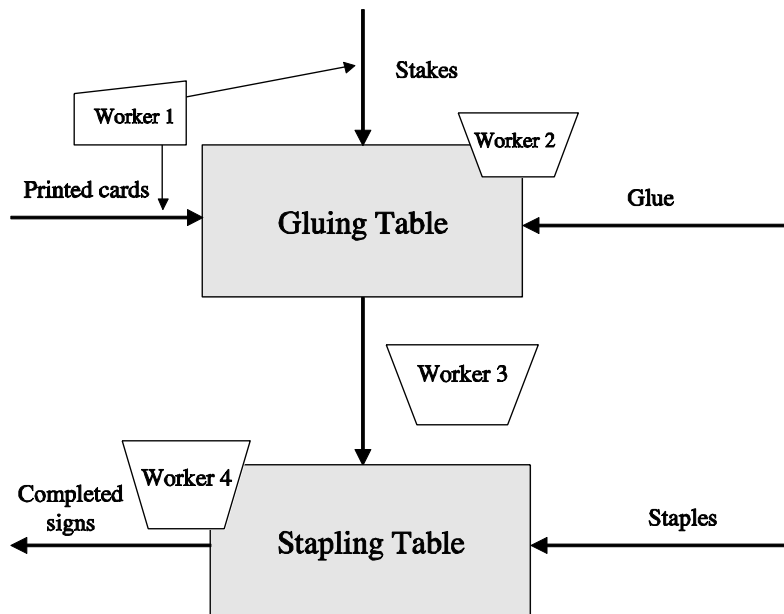 Stakes
Worker 1
Worker 2
Printed cards
Glue
Gluing Table
Worker 3
Worker 4
Completed
signs
Staples
Stapling Table